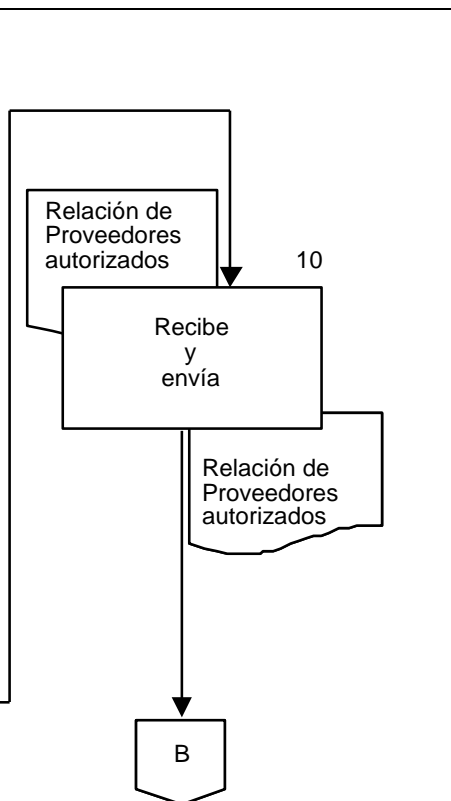 Relación de
Proveedores
autorizados
10
Recibe
y
envía
Relación de
Proveedores
autorizados
B